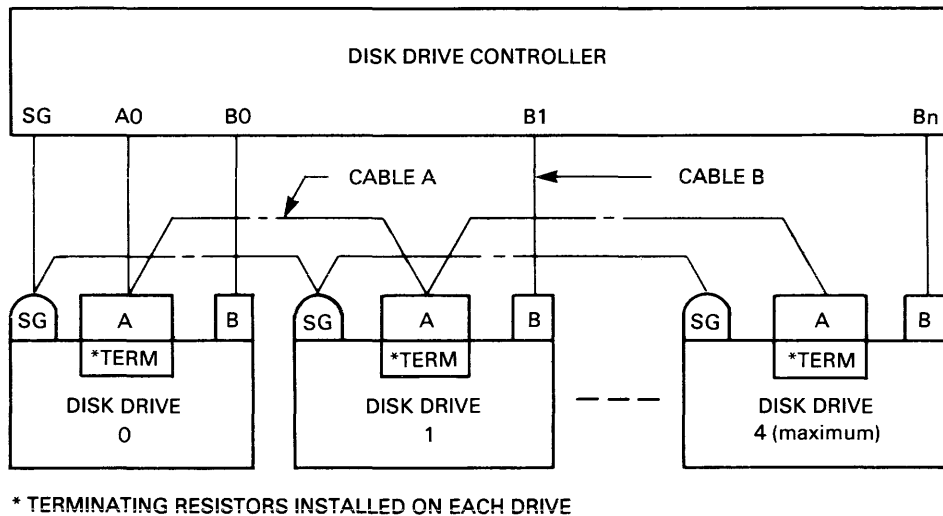 DISK DRIVE CONTROLLER
SG A0 B0 B1 Bn
CABLE A CABLE B
SG A B SG A B SG A B
*TERM *TERM *TERM
DISK DRIVE DISK DRIVE DISK DRIVE
0 1 4 (maximum)
* TERMINATING RESISTORS INSTALLED ON EACH DRIVE